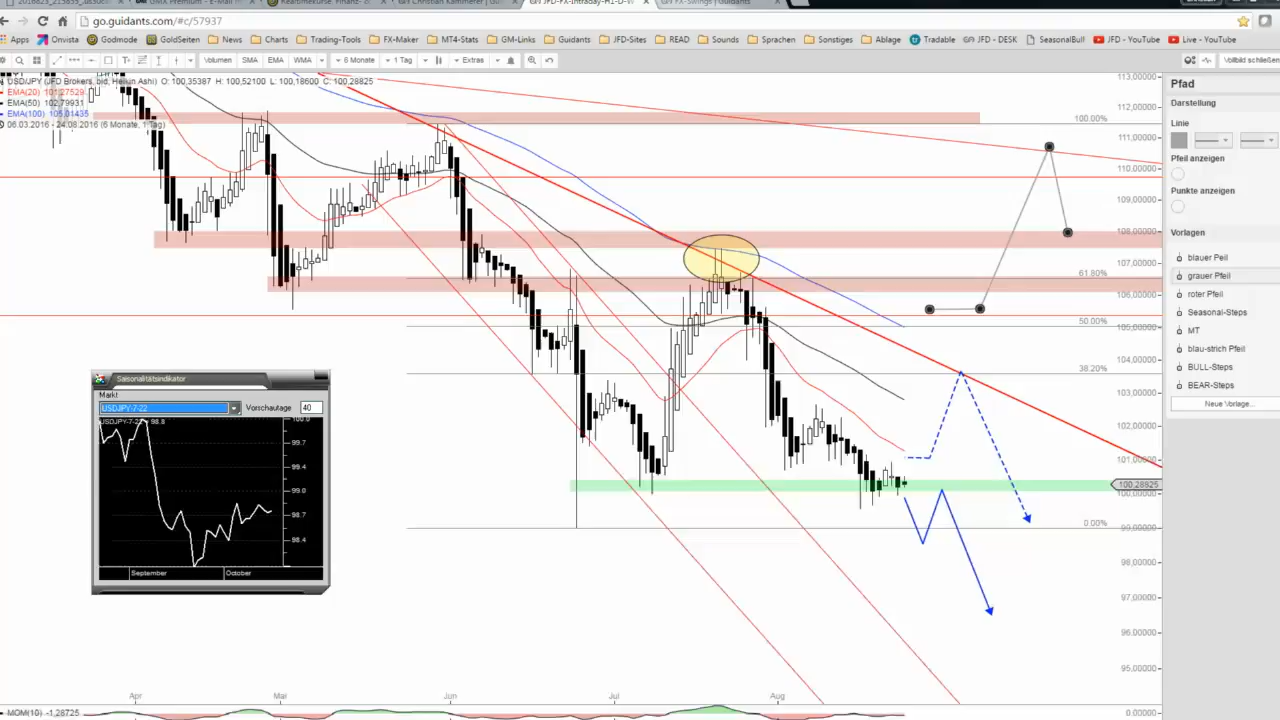 go.guidants.com/#c/57937
Apps Onvista Godmode GoldSeiten News Charts Trading-Tools FX-Maker MT4-Stats GM-Links Guidants JFD-Sites READ Sounds Sprachen Sonstiges Ablage Tradable JFD - DESK SeasonalBull JFD - YouTube Live - YouTube
Volumen SMA EMA WMA 6 Monate 1 Tag Extras Vollbild schließen
USD/JPY (JFD Brokers, bid, Heikin Ashi) O: 100,35387 H: 100,52100 L: 100,18600 C: 100,28825
EMA(20) 101,27529
EMA(50) 102,79931
EMA(100) 105,01435
06.03.2016 - 24.08.2016 (6 Monate, 1 Tag)
113,00000
112,00000
100.00%
111,00000
110,00000
109,00000
108,00000
107,00000
61.80%
106,00000
50.00%
105,00000
104,00000
38.20%
103,00000
102,00000
101,00000
100,28825
100,00000
0.00%
99,00000
98,00000
97,00000
96,00000
95,00000
Pfad
Darstellung
Linie
Pfeil anzeigen
Punkte anzeigen
Vorlagen
blauer Peil
grauer Pfeil
roter Pfeil
Seasonal-Steps
MT
blau-strich Pfeil
BULL-Steps
BEAR-Steps
Neue Vorlage...
Saisonalitätsindikator
Markt
USDJPY-7-22 Vorschautage 40
USDJPY-7-22 = 98.8
100.0
99.7
99.4
99.0
98.7
98.4
September October
Apr Mai Jun Jul Aug
MOM(10) -1,28725
0.00000